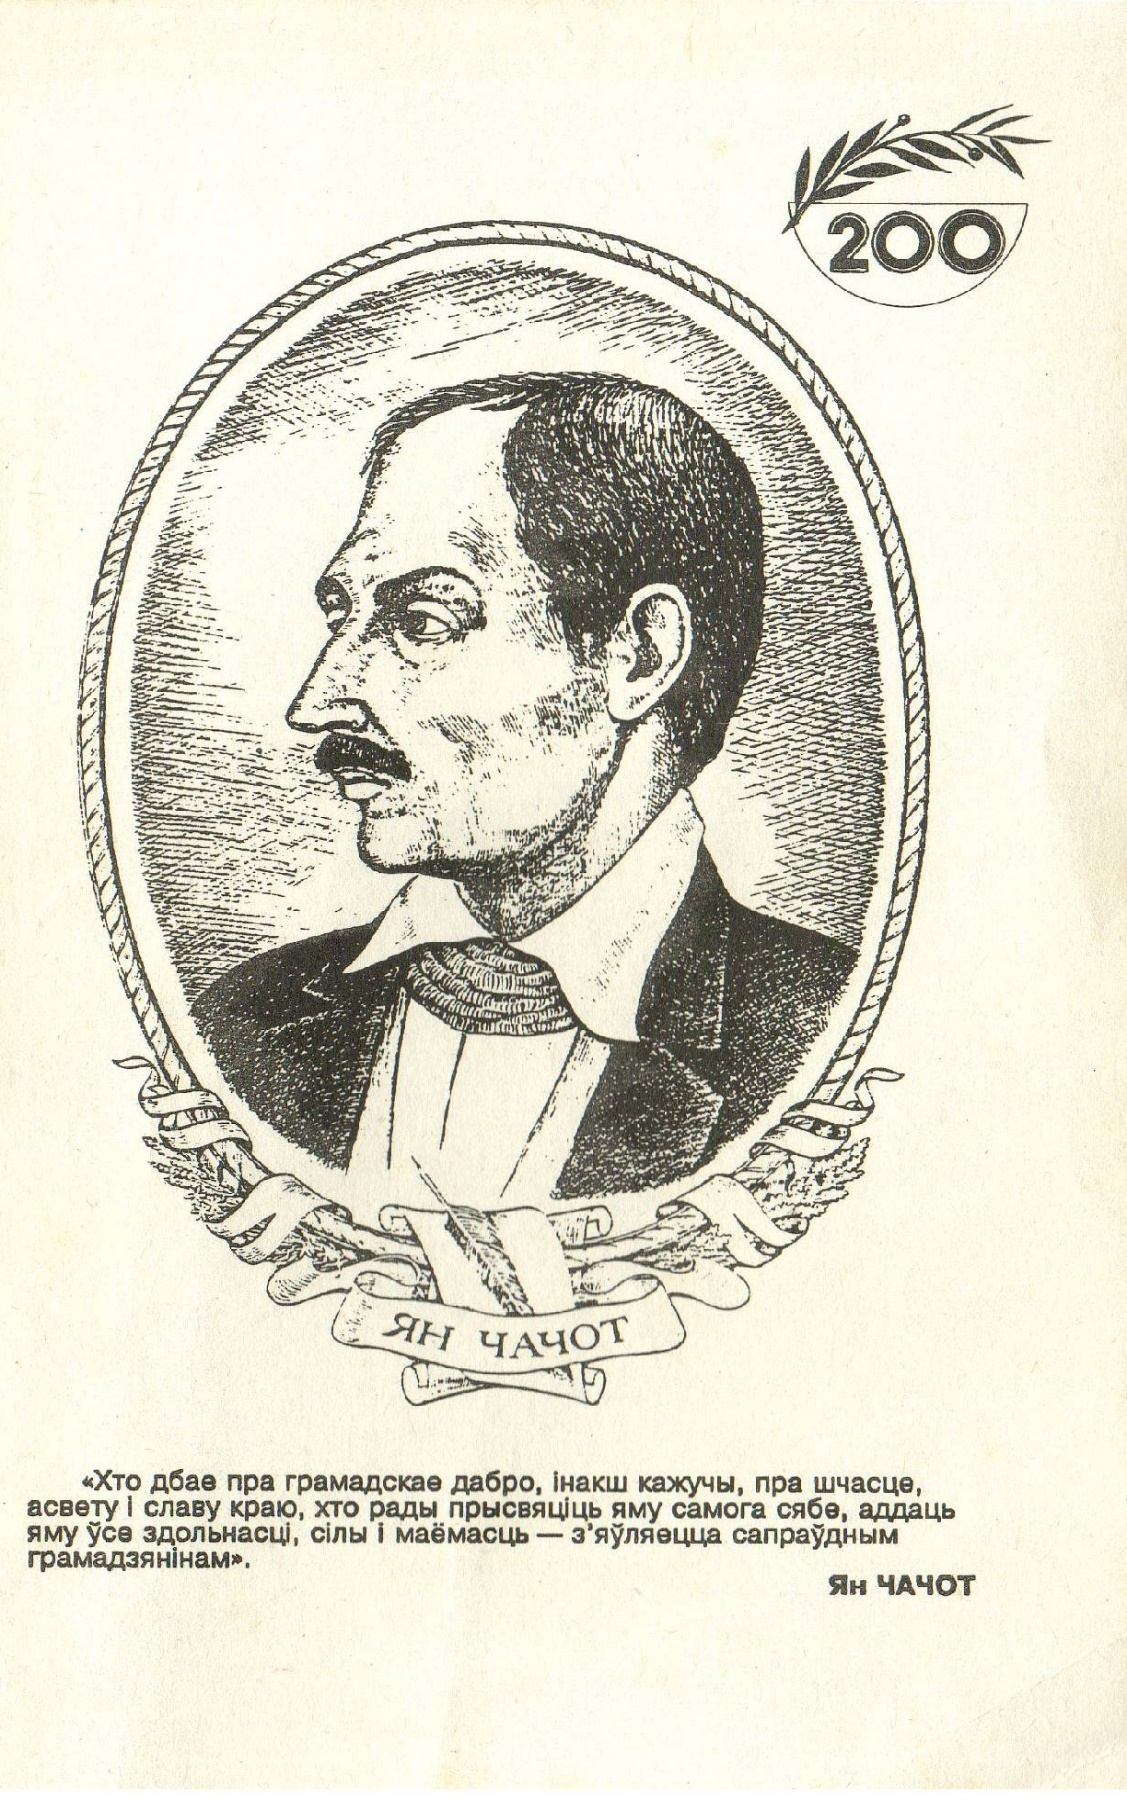 200
ЯН ЧАЧОТ
«Хто дбае пра грамадскае дабро, інакш кажучы, пра шчасце,
асвету і славу краю, хто рады прысвяціць яму самога сябе, аддаць
яму ўсе здольнасці, сілы і маёмасць — з'яўляецца сапраўдным
грамадзянінам».
Ян ЧАЧОТ